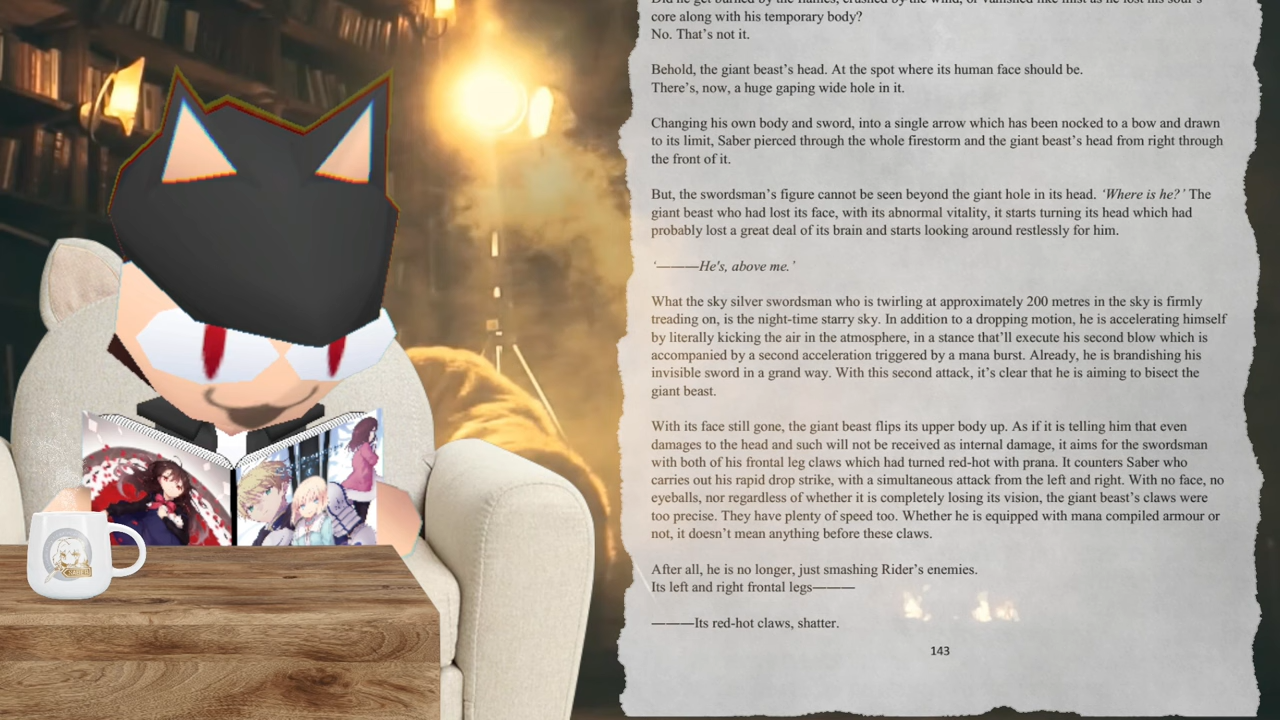 core along with his temporary body?
No. That's not it.
Behold, the giant beast's head. At the spot where its human face should be.
There's, now, a huge gaping wide hole in it.
Changing his own body and sword, into a single arrow which has been nocked to a bow and drawn
to its limit, Saber pierced through the whole firestorm and the giant beast's head from right through
the front of it.
But, the swordsman's figure cannot be seen beyond the giant hole in its head. ‘Where is he?’ The
giant beast who had lost its face, with its abnormal vitality, it starts turning its head which had
probably lost a great deal of its brain and starts looking around restlessly for him.
‘———He's, above me.’
What the sky silver swordsman who is twirling at approximately 200 metres in the sky is firmly
treading on, is the night-time starry sky. In addition to a dropping motion, he is accelerating himself
by literally kicking the air in the atmosphere, in a stance that'll execute his second blow which is
accompanied by a second acceleration triggered by a mana burst. Already, he is brandishing his
invisible sword in a grand way. With this second attack, it's clear that he is aiming to bisect the
giant beast.
With its face still gone, the giant beast flips its upper body up. As if it is telling him that even
damages to the head and such will not be received as internal damage, it aims for the swordsman
with both of his frontal leg claws which had turned red-hot with prana. It counters Saber who
carries out his rapid drop strike, with a simultaneous attack from the left and right. With no face, no
eyeballs, nor regardless of whether it is completely losing its vision, the giant beast's claws were
too precise. They have plenty of speed too. Whether he is equipped with mana compiled armour or
not, it doesn't mean anything before these claws.
After all, he is no longer, just smashing Rider's enemies.
Its left and right frontal legs———
———Its red-hot claws, shatter.
143